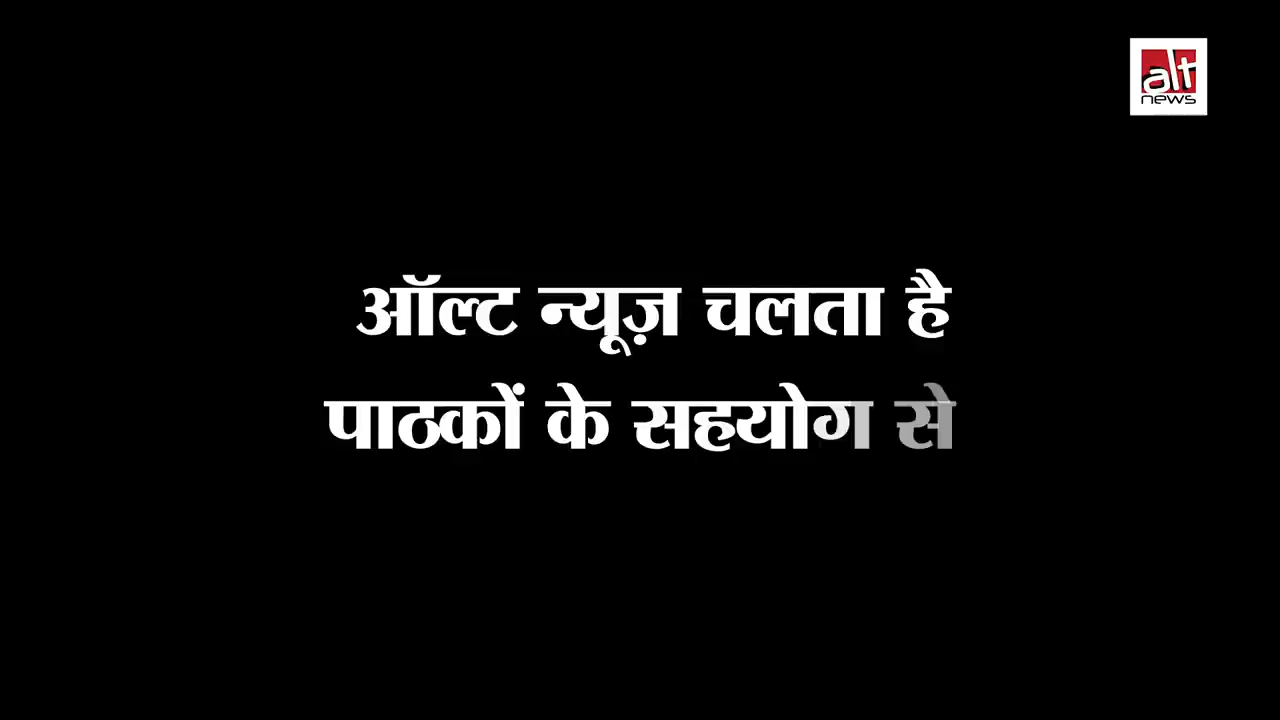 alt
news
ऑल्ट न्यूज़ चलता है
पाठकों के सहयोग से